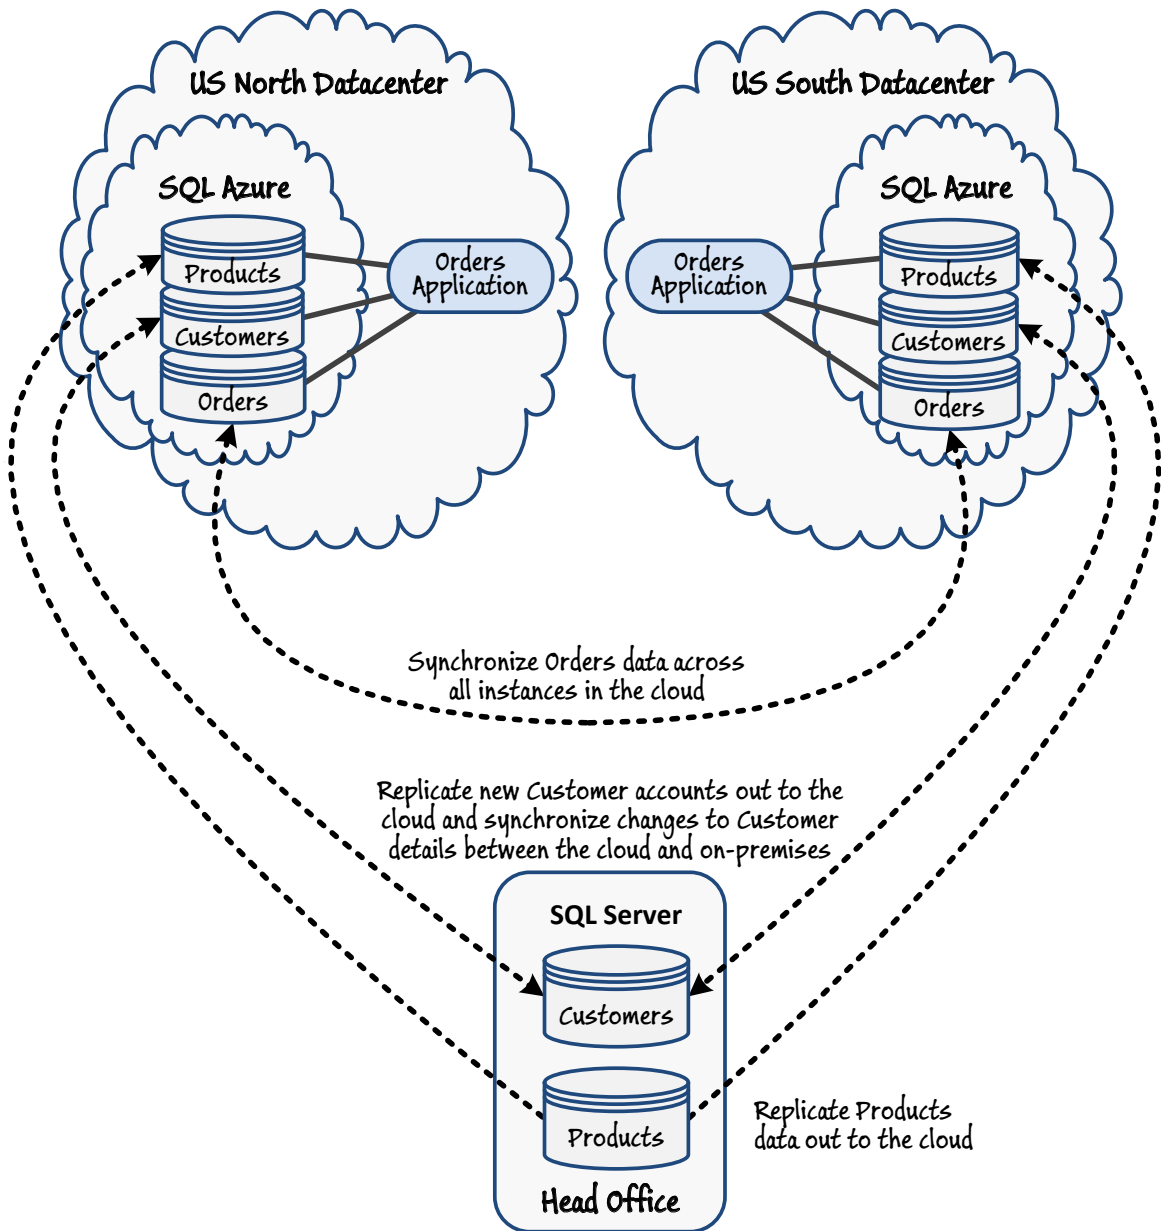 US North Datacenter
SQL Azure
Products
Customers
Orders
Orders
Application
US South Datacenter
SQL Azure
Orders
Application
Products
Customers
Orders
Synchronize Orders data across
all instances in the cloud
Replicate new Customer accounts out to the
cloud and synchronize changes to Customer
details between the cloud and on-premises
SQL Server
Customers
Products
Head Office
Replicate Products
data out to the cloud